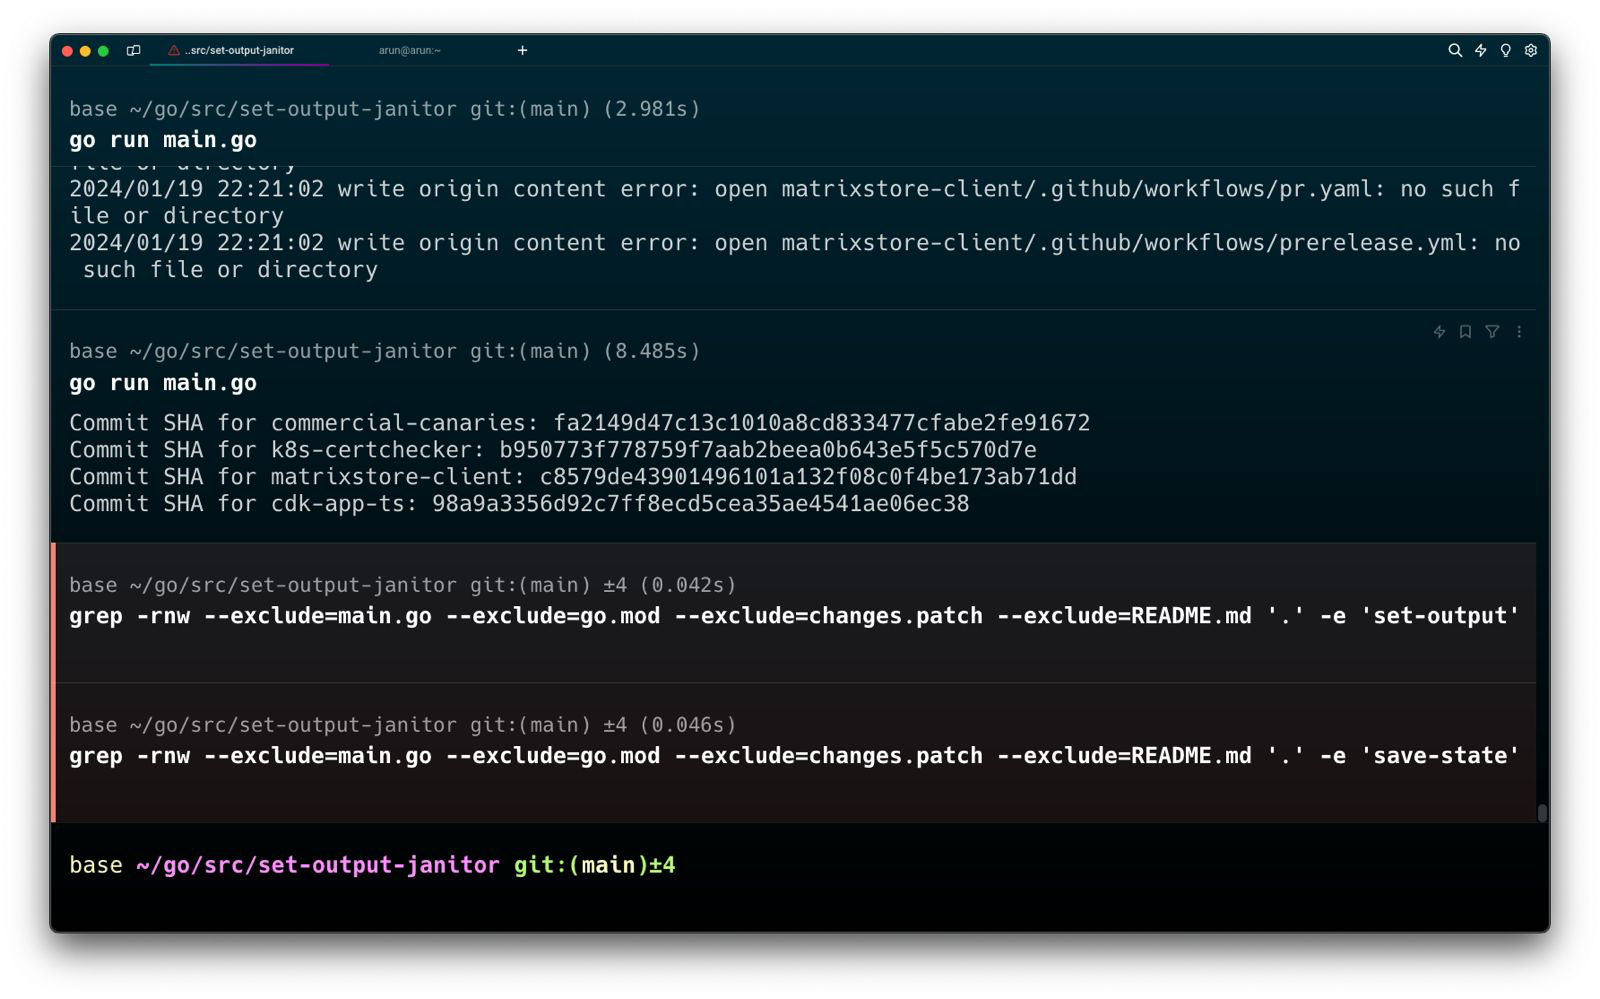 ..src/set-output-janitor
arun@arun:~
+
base ~/go/src/set-output-janitor git:(main) (2.981s)
go run main.go
file or directory
2024/01/19 22:21:02 write origin content error: open matrixstore-client/.github/workflows/pr.yaml: no such f
ile or directory
2024/01/19 22:21:02 write origin content error: open matrixstore-client/.github/workflows/prerelease.yml: no
such file or directory
base ~/go/src/set-output-janitor git:(main) (8.485s)
go run main.go
Commit SHA for commercial-canaries: fa2149d47c13c1010a8cd833477cfabe2fe91672
Commit SHA for k8s-certchecker: b950773f778759f7aab2beea0b643e5f5c570d7e
Commit SHA for matrixstore-client: c8579de43901496101a132f08c0f4be173ab71dd
Commit SHA for cdk-app-ts: 98a9a3356d92c7ff8ecd5cea35ae4541ae06ec38
base ~/go/src/set-output-janitor git:(main) ±4 (0.042s)
grep -rnw --exclude=main.go --exclude=go.mod --exclude=changes.patch --exclude=README.md '.' -e 'set-output'
base ~/go/src/set-output-janitor git:(main) ±4 (0.046s)
grep -rnw --exclude=main.go --exclude=go.mod --exclude=changes.patch --exclude=README.md '.' -e 'save-state'
base ~/go/src/set-output-janitor git:(main)±4